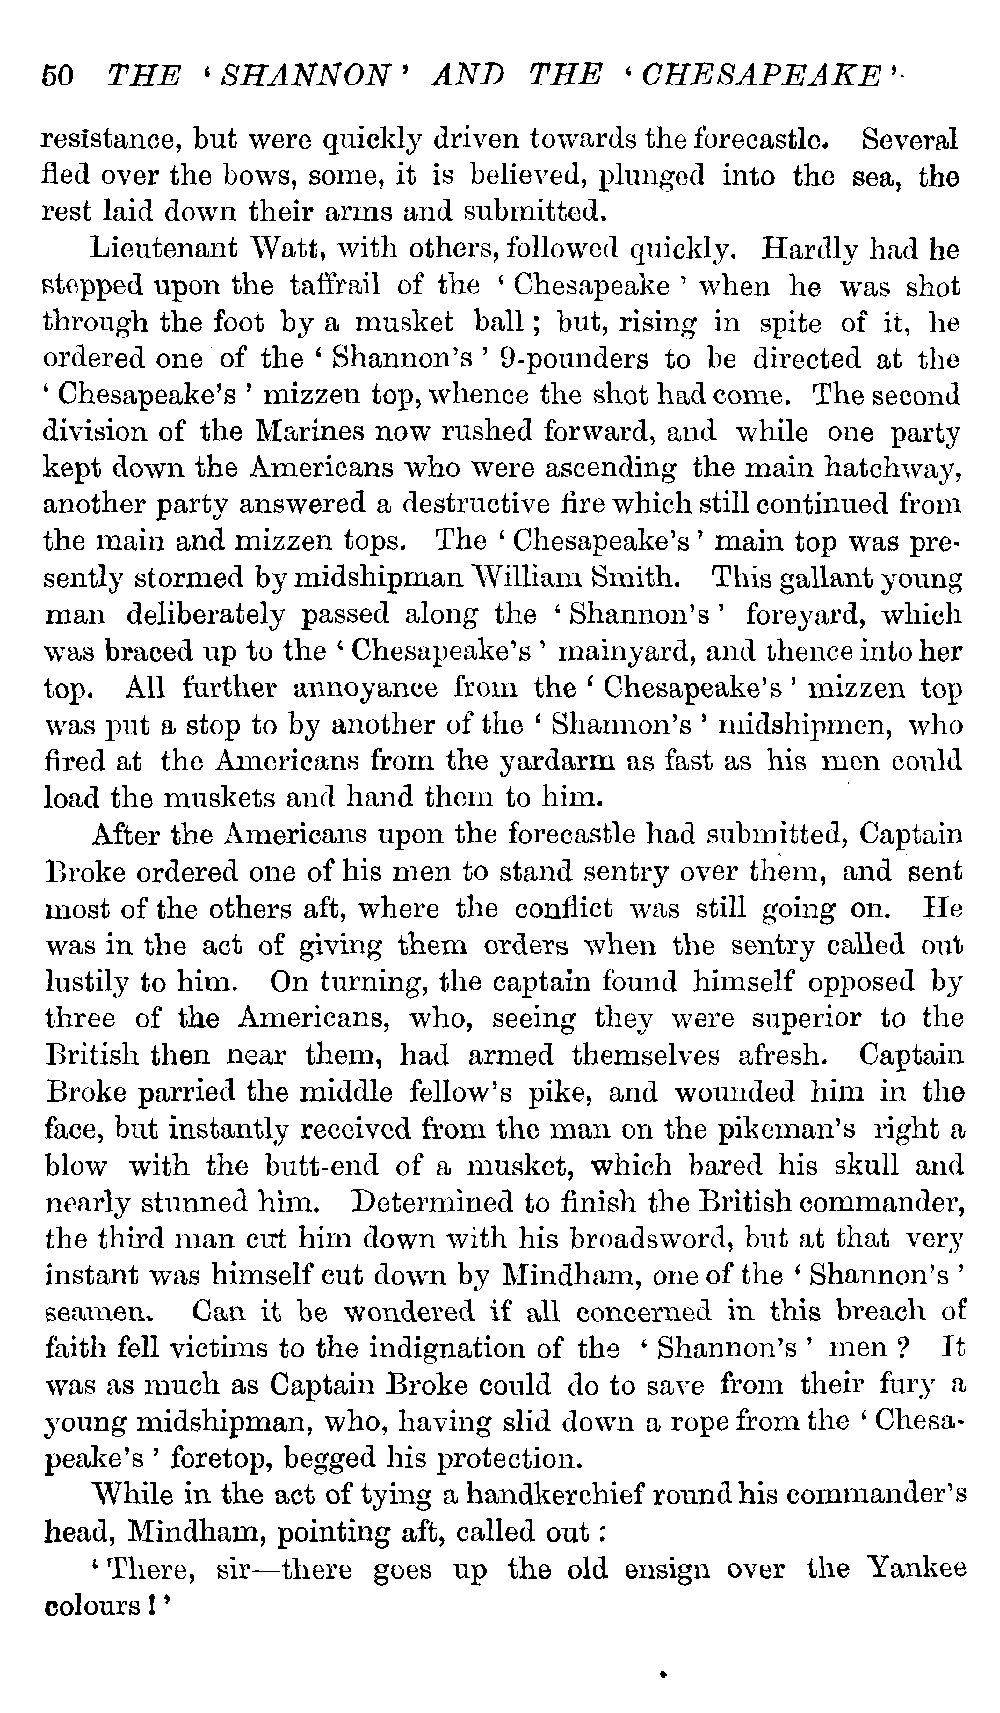 50 THE ‘ SHANNON ’ AND THE ‘ CHESAPEAKE ’
resistance, but were quickly driven towards the forecastle. Several
fled over the bows, some, it is believed, plunged into the sea, the
rest laid down their arms and submitted.
Lieutenant Watt, with others, followed quickly. Hardly had he
stepped upon the taffrail of the ‘ Chesapeake ’ when he was shot
through the foot by a musket ball ; but, rising in spite of it, he
ordered one of the ‘ Shannon’s ’ 9-pounders to be directed at the
‘ Chesapeake’s ’ mizzen top, whence the shot had come. The second
division of the Marines now rushed forward, and while one party
kept down the Americans who were ascending the main hatchway,
another party answered a destructive fire which still continued from
the main and mizzen tops. The ‘ Chesapeake’s ’ main top was pre-
sently stormed by midshipman William Smith. This gallant young
man deliberately passed along the ‘ Shannon’s ’ foreyard, which
was braced up to the ‘ Chesapeake’s ’ mainyard, and thence into her
top. All further annoyance from the ‘ Chesapeake’s ’ mizzen top
was put a stop to by another of the ‘ Shannon’s ’ midshipmen, who
fired at the Americans from the yardarm as fast as his men could
load the muskets and hand them to him.
After the Americans upon the forecastle had submitted, Captain
Broke ordered one of his men to stand sentry over them, and sent
most of the others aft, where the conflict was still going on. He
was in the act of giving them orders when the sentry called out
lustily to him. On turning, the captain found himself opposed by
three of the Americans, who, seeing they were superior to the
British then near them, had armed themselves afresh. Captain
Broke parried the middle fellow’s pike, and wounded him in the
face, but instantly received from the man on the pikeman’s right a
blow with the butt-end of a musket, which bared his skull and
nearly stunned him. Determined to finish the British commander,
the third man cut him down with his broadsword, but at that very
instant was himself cut down by Mindham, one of the ‘ Shannon’s ’
seamen. Can it be wondered if all concerned in this breach of
faith fell victims to the indignation of the ‘ Shannon’s ’ men ? It
was as much as Captain Broke could do to save from their fury a
young midshipman, who, having slid down a rope from the ‘ Chesa-
peake’s ’ foretop, begged his protection.
While in the act of tying a handkerchief round his commander’s
head, Mindham, pointing aft, called out :
‘ There, sir—there goes up the old ensign over the Yankee
colours ! ’